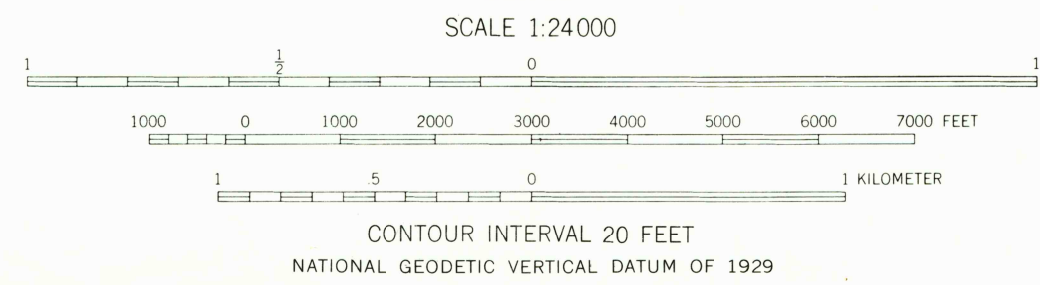 SCALE 1:24000
1 1/2 0 1
1000 0 1000 2000 3000 4000 5000 6000 7000 FEET
1 .5 0 1 KILOMETER
CONTOUR INTERVAL 20 FEET
NATIONAL GEODETIC VERTICAL DATUM OF 1929